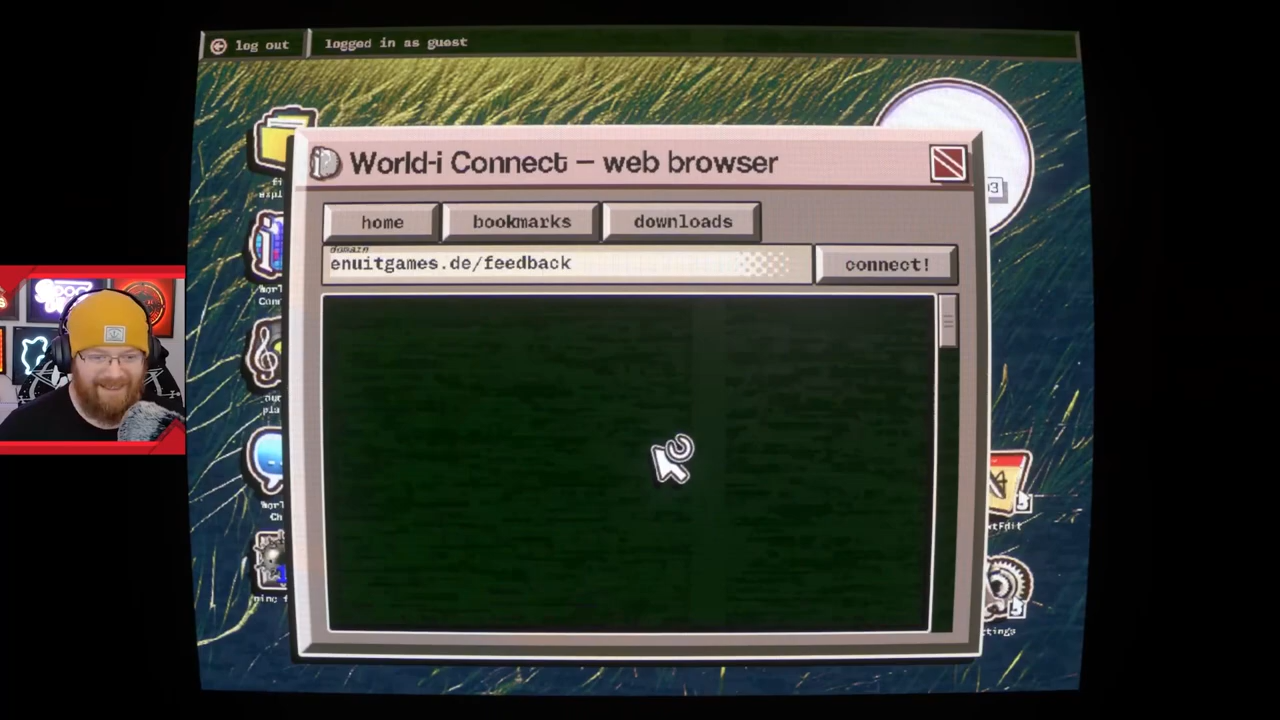 log out
logged in as guest
World-i Connect – web browser
home
bookmarks
downloads
domain
enuitgames.de/feedback
connect!